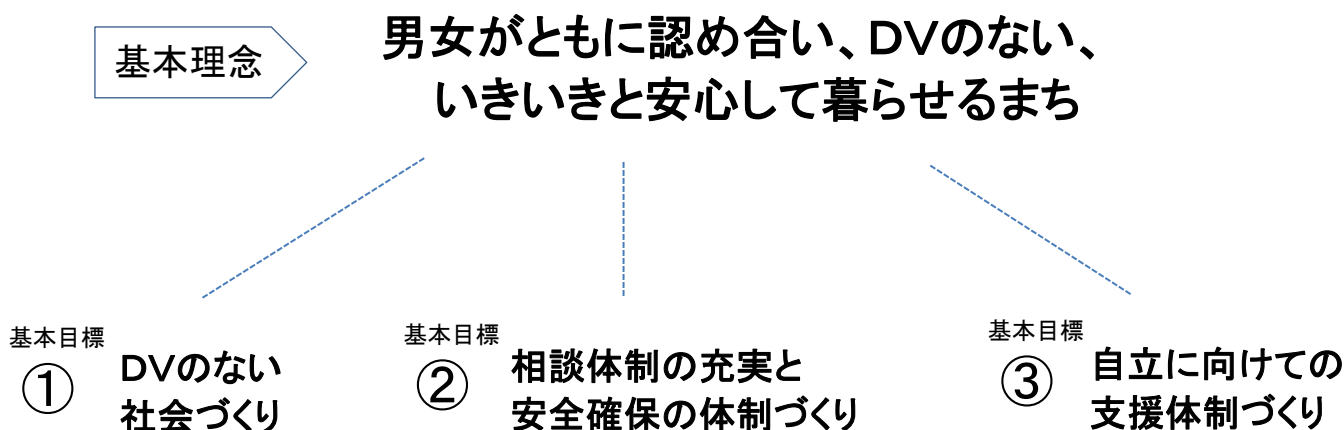 基本理念
男女がともに認め合い、DVのない、
いきいきと安心して暮らせるまち
基本目標
①
DVのない
社会づくり
基本目標
②
相談体制の充実と
安全確保の体制づくり
基本目標
③
自立に向けての
支援体制づくり